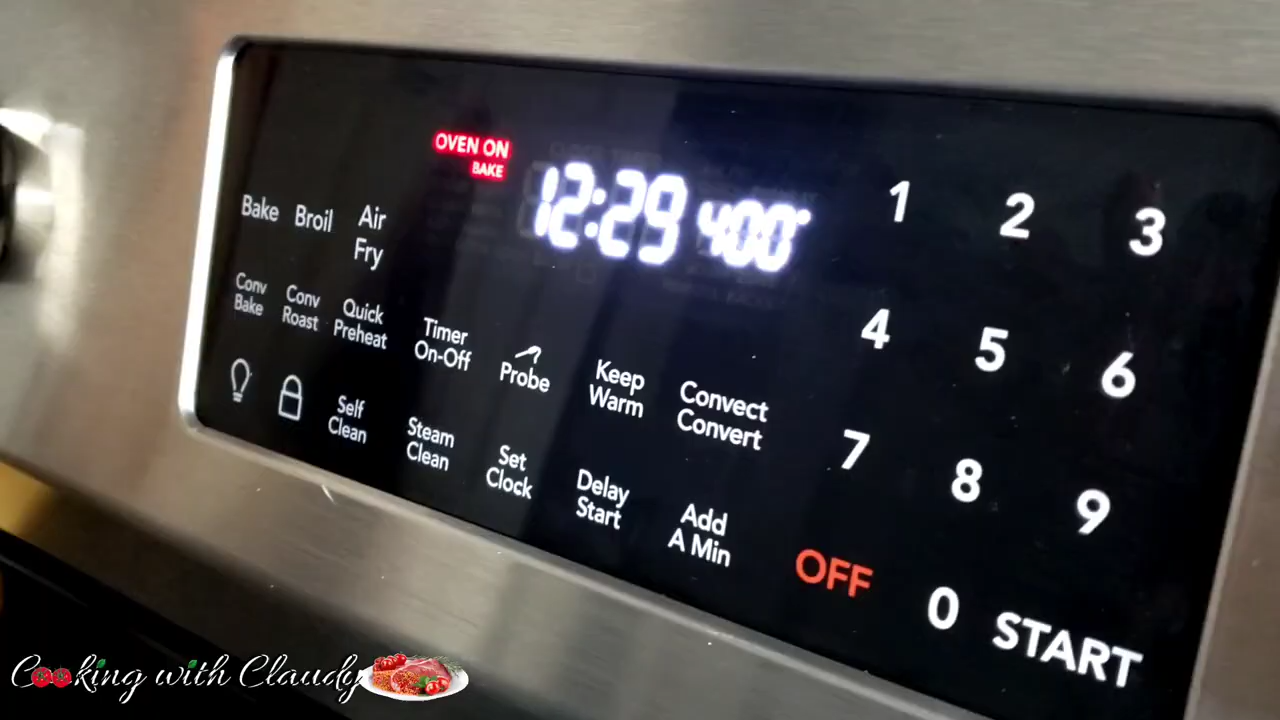 OVEN ON
BAKE
12:29 400°
Bake Broil Air Fry
Conv Bake Conv Roast Quick Preheat
Timer On-Off Probe Keep Warm Convect Convert
Self Clean Steam Clean Set Clock Delay Start Add A Min
1 2 3
4 5 6
7 8 9
OFF 0 START
Cooking with Claudy